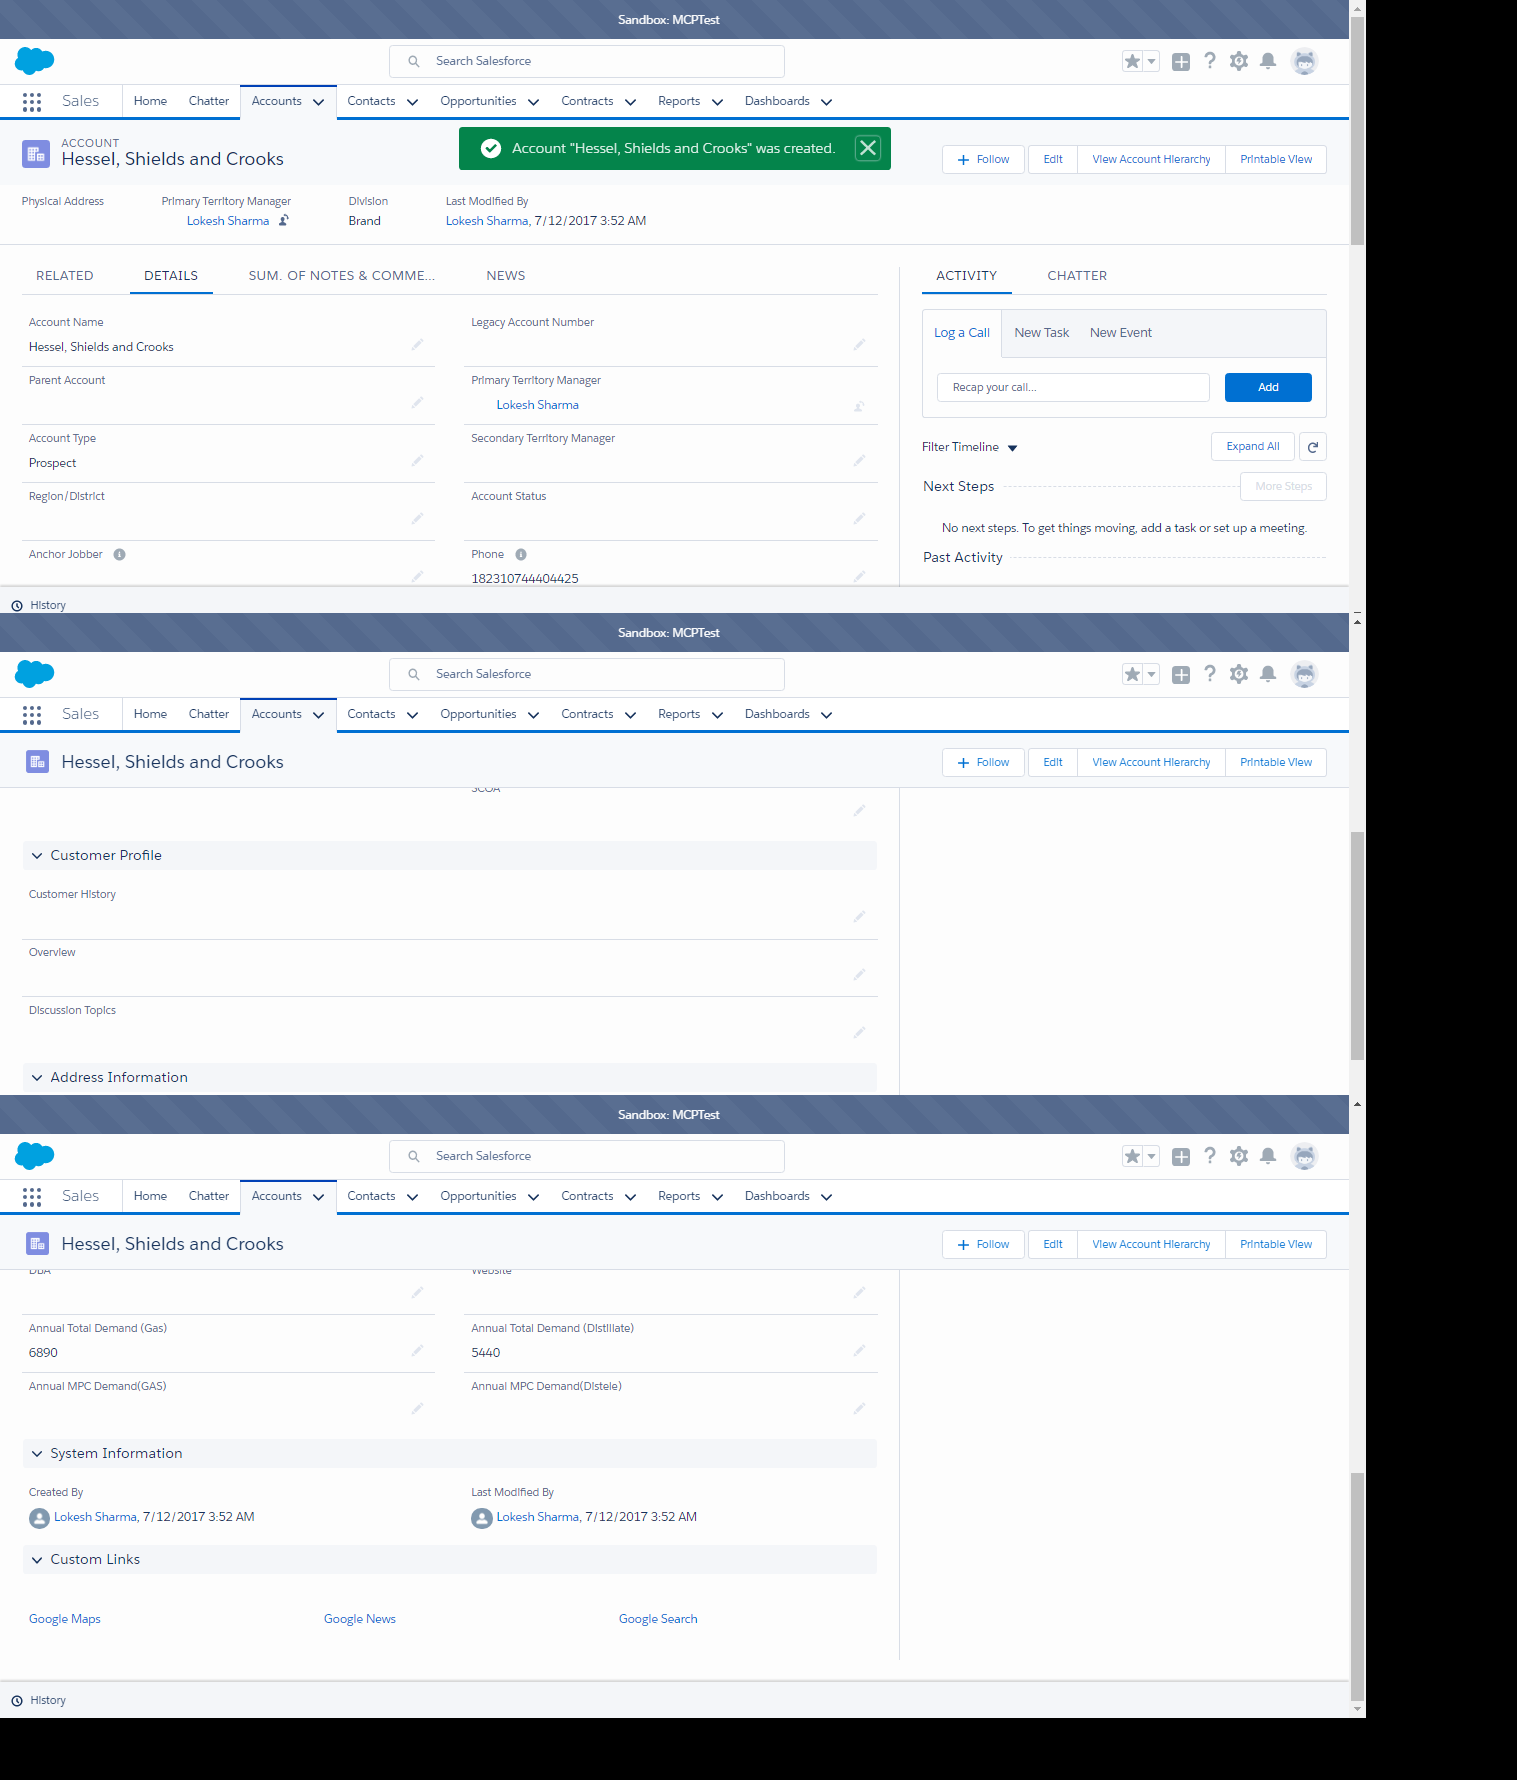 Sandbox: MCPTest
Search Salesforce
Sales Home Chatter Accounts Contacts Opportunities Contracts Reports Dashboards
ACCOUNT
Hessel, Shields and Crooks
Account "Hessel, Shields and Crooks" was created.
Follow Edit View Account Hierarchy Printable View
Physical Address Primary Territory Manager Division Last Modified By
Lokesh Sharma Brand Lokesh Sharma, 7/12/2017 3:52 AM
RELATED DETAILS SUM. OF NOTES & COMME... NEWS
Account Name Legacy Account Number
Hessel, Shields and Crooks
Parent Account Primary Territory Manager
Lokesh Sharma
Account Type Secondary Territory Manager
Prospect
Region/District Account Status
Anchor Jobber Phone
182310744404425
ACTIVITY CHATTER
Log a Call New Task New Event
Recap your call... Add
Filter Timeline Expand All
Next Steps More Steps
No next steps. To get things moving, add a task or set up a meeting.
Past Activity
History
Sandbox: MCPTest
Search Salesforce
Sales Home Chatter Accounts Contacts Opportunities Contracts Reports Dashboards
Hessel, Shields and Crooks
Follow Edit View Account Hierarchy Printable View
SCOA
Customer Profile
Customer History
Overview
Discussion Topics
Address Information
Sandbox: MCPTest
Search Salesforce
Sales Home Chatter Accounts Contacts Opportunities Contracts Reports Dashboards
Hessel, Shields and Crooks
Follow Edit View Account Hierarchy Printable View
DBA Website
Annual Total Demand (Gas) Annual Total Demand (Distillate)
6890 5440
Annual MPC Demand(GAS) Annual MPC Demand(Distele)
System Information
Created By Last Modified By
Lokesh Sharma, 7/12/2017 3:52 AM Lokesh Sharma, 7/12/2017 3:52 AM
Custom Links
Google Maps Google News Google Search
History